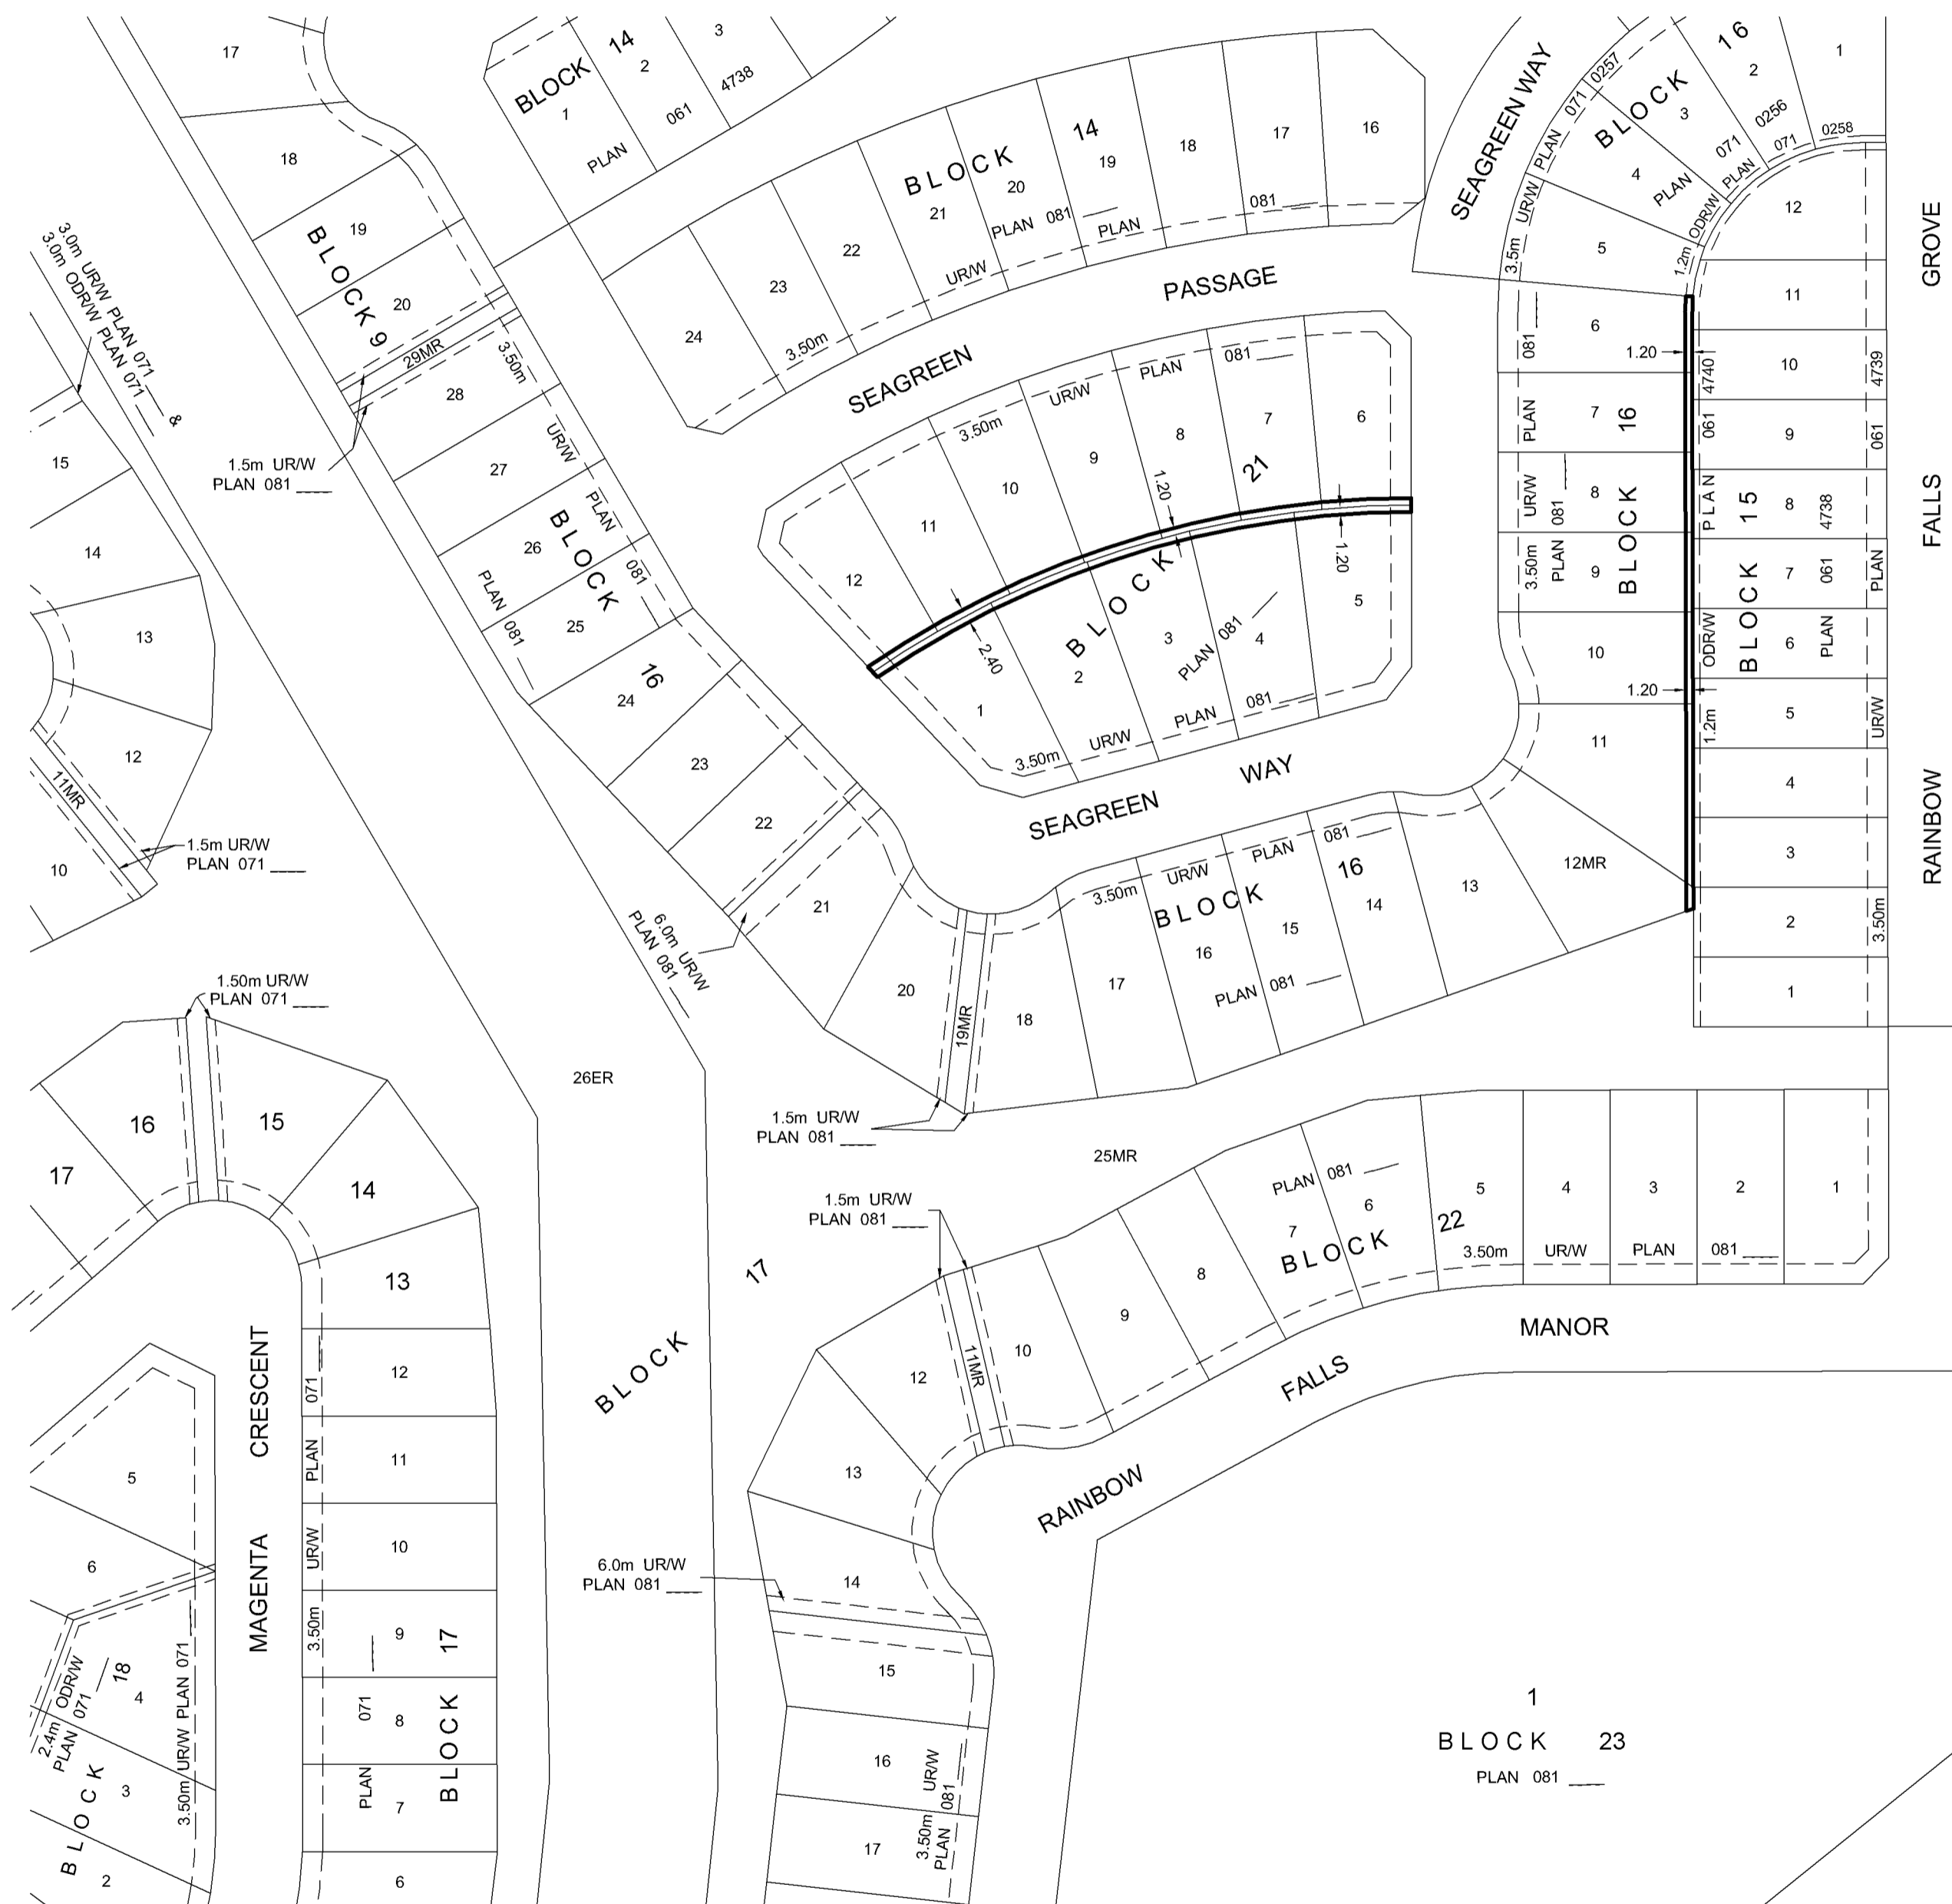 17
18
19
20
BLOCK 9
29MR
3.50m
UR/W
PLAN
081
28
27
26
25
24
BLOCK
16
PLAN
081
23
22
21
20
19MR
18
3.0m UR/W PLAN 071 &
3.0m ODR/W PLAN 071
15
14
13
12
11MR
10
1.5m UR/W
PLAN 081
1.5m UR/W
PLAN 071
BLOCK 14
1
2
3
PLAN
061
4738
BLOCK
14
24
23
22
21
20
19
18
17
16
PLAN 081
3.50m
UR/W
PLAN
081
SEAGREEN
PASSAGE
12
11
10
9
8
7
6
3.50m
UR/W
PLAN
081
21
BLOCK
1.20
2.40
1.20
1
2
3
4
5
PLAN 081
3.50m
UR/W
PLAN
081
SEAGREEN
WAY
SEAGREEN WAY
BLOCK
16
1
2
3
4
5
PLAN
071
0256
3.5m UR/W PLAN 071 0257
1.2m ODR/W PLAN 071 0258
081
PLAN
UR/W
3.50m
6
7
8
9
10
11
12MR
16
BLOCK
PLAN 081
1.20
1.20
4740
061
PLAN
ODR/W
1.2m
12
11
10
9
8
7
6
5
4
3
2
1
BLOCK 15
4738
061
PLAN
4739
061
PLAN
UR/W
3.50m
GROVE
FALLS
RAINBOW
3.50m
UR/W
PLAN
081
BLOCK
16
13
14
15
16
17
PLAN 081
6.0m UR/W
PLAN 081
1.5m UR/W
PLAN 081
1.50m UR/W
PLAN 071
17
16
15
14
13
12
11
10
9
8
7
6
071
PLAN
UR/W
3.50m
17
BLOCK
071
PLAN
CRESCENT
MAGENTA
5
6
18
4
3
2
BLOCK
2.4m ODR/W
PLAN 071
3.50m UR/W PLAN 071
26ER
25MR
17
BLOCK
1.5m UR/W
PLAN 081
PLAN 081
22
BLOCK
1
2
3
4
5
6
7
8
9
10
11MR
12
13
14
15
16
17
3.50m
UR/W
PLAN
081
MANOR
FALLS
RAINBOW
6.0m UR/W
PLAN 081
3.50m UR/W
PLAN 081
1
BLOCK 23
PLAN 081